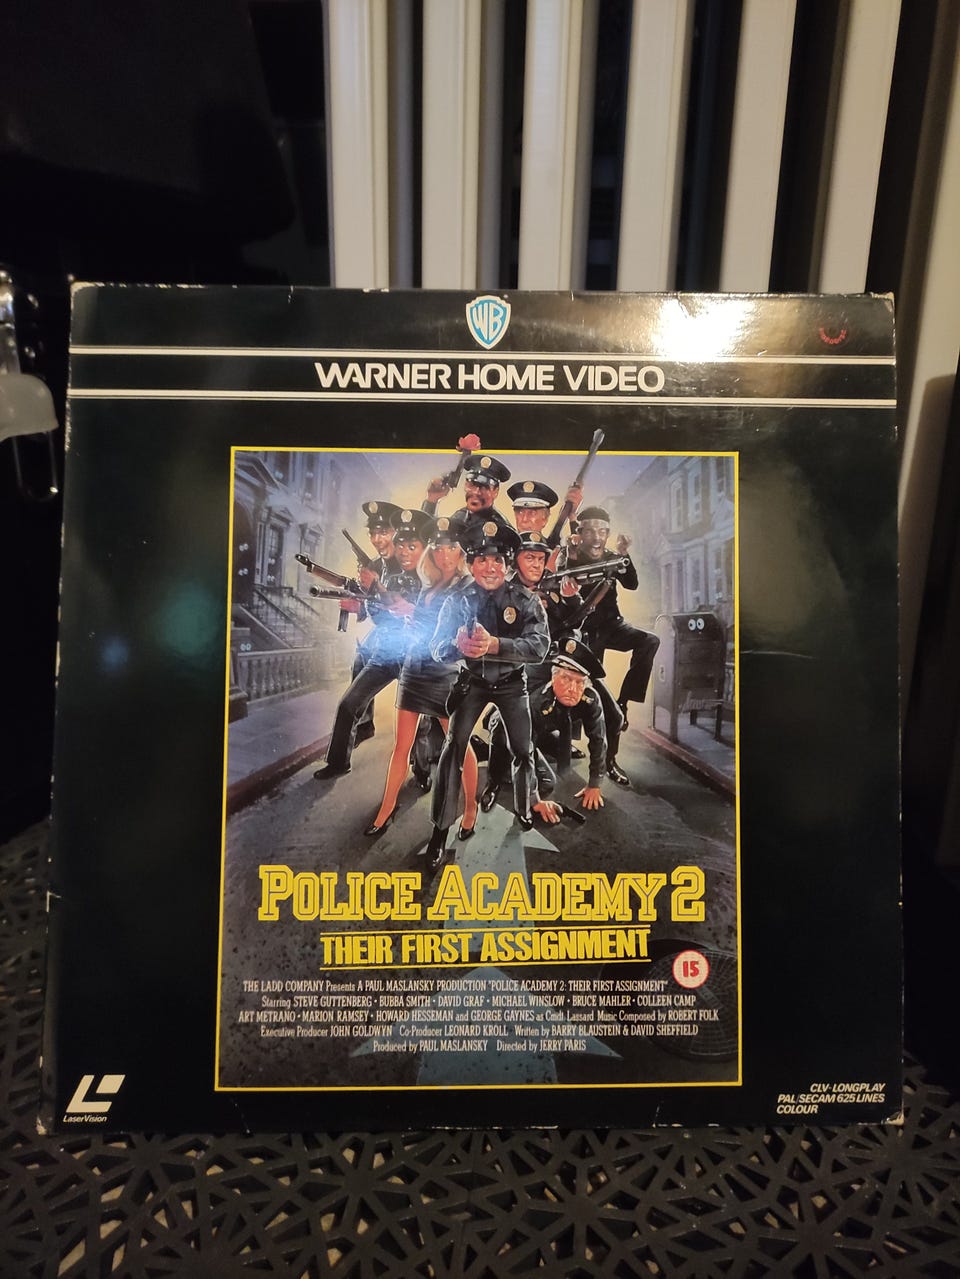 WB
WARNER HOME VIDEO
POLICE ACADEMY 2
THEIR FIRST ASSIGNMENT
15
THE LADD COMPANY Presents A PAUL MASLANSKY PRODUCTION "POLICE ACADEMY 2: THEIR FIRST ASSIGNMENT"
Starring STEVE GUTTENBERG • BUBBA SMITH • DAVID GRAF • MICHAEL WINSLOW • BRUCE MAHLER • COLLEEN CAMP
ART METRANO • MARION RAMSEY • HOWARD HESSEMAN and GEORGE GAYNES as Cmdt. Lassard Music Composed by ROBERT FOLK
Executive Producer JOHN GOLDWYN Co-Producer LEONARD KROLL Written by BARRY BLAUSTEIN & DAVID SHEFFIELD
Produced by PAUL MASLANSKY Directed by JERRY PARIS
LaserVision
CLV-LONGPLAY
PAL/SECAM 625 LINES
COLOUR